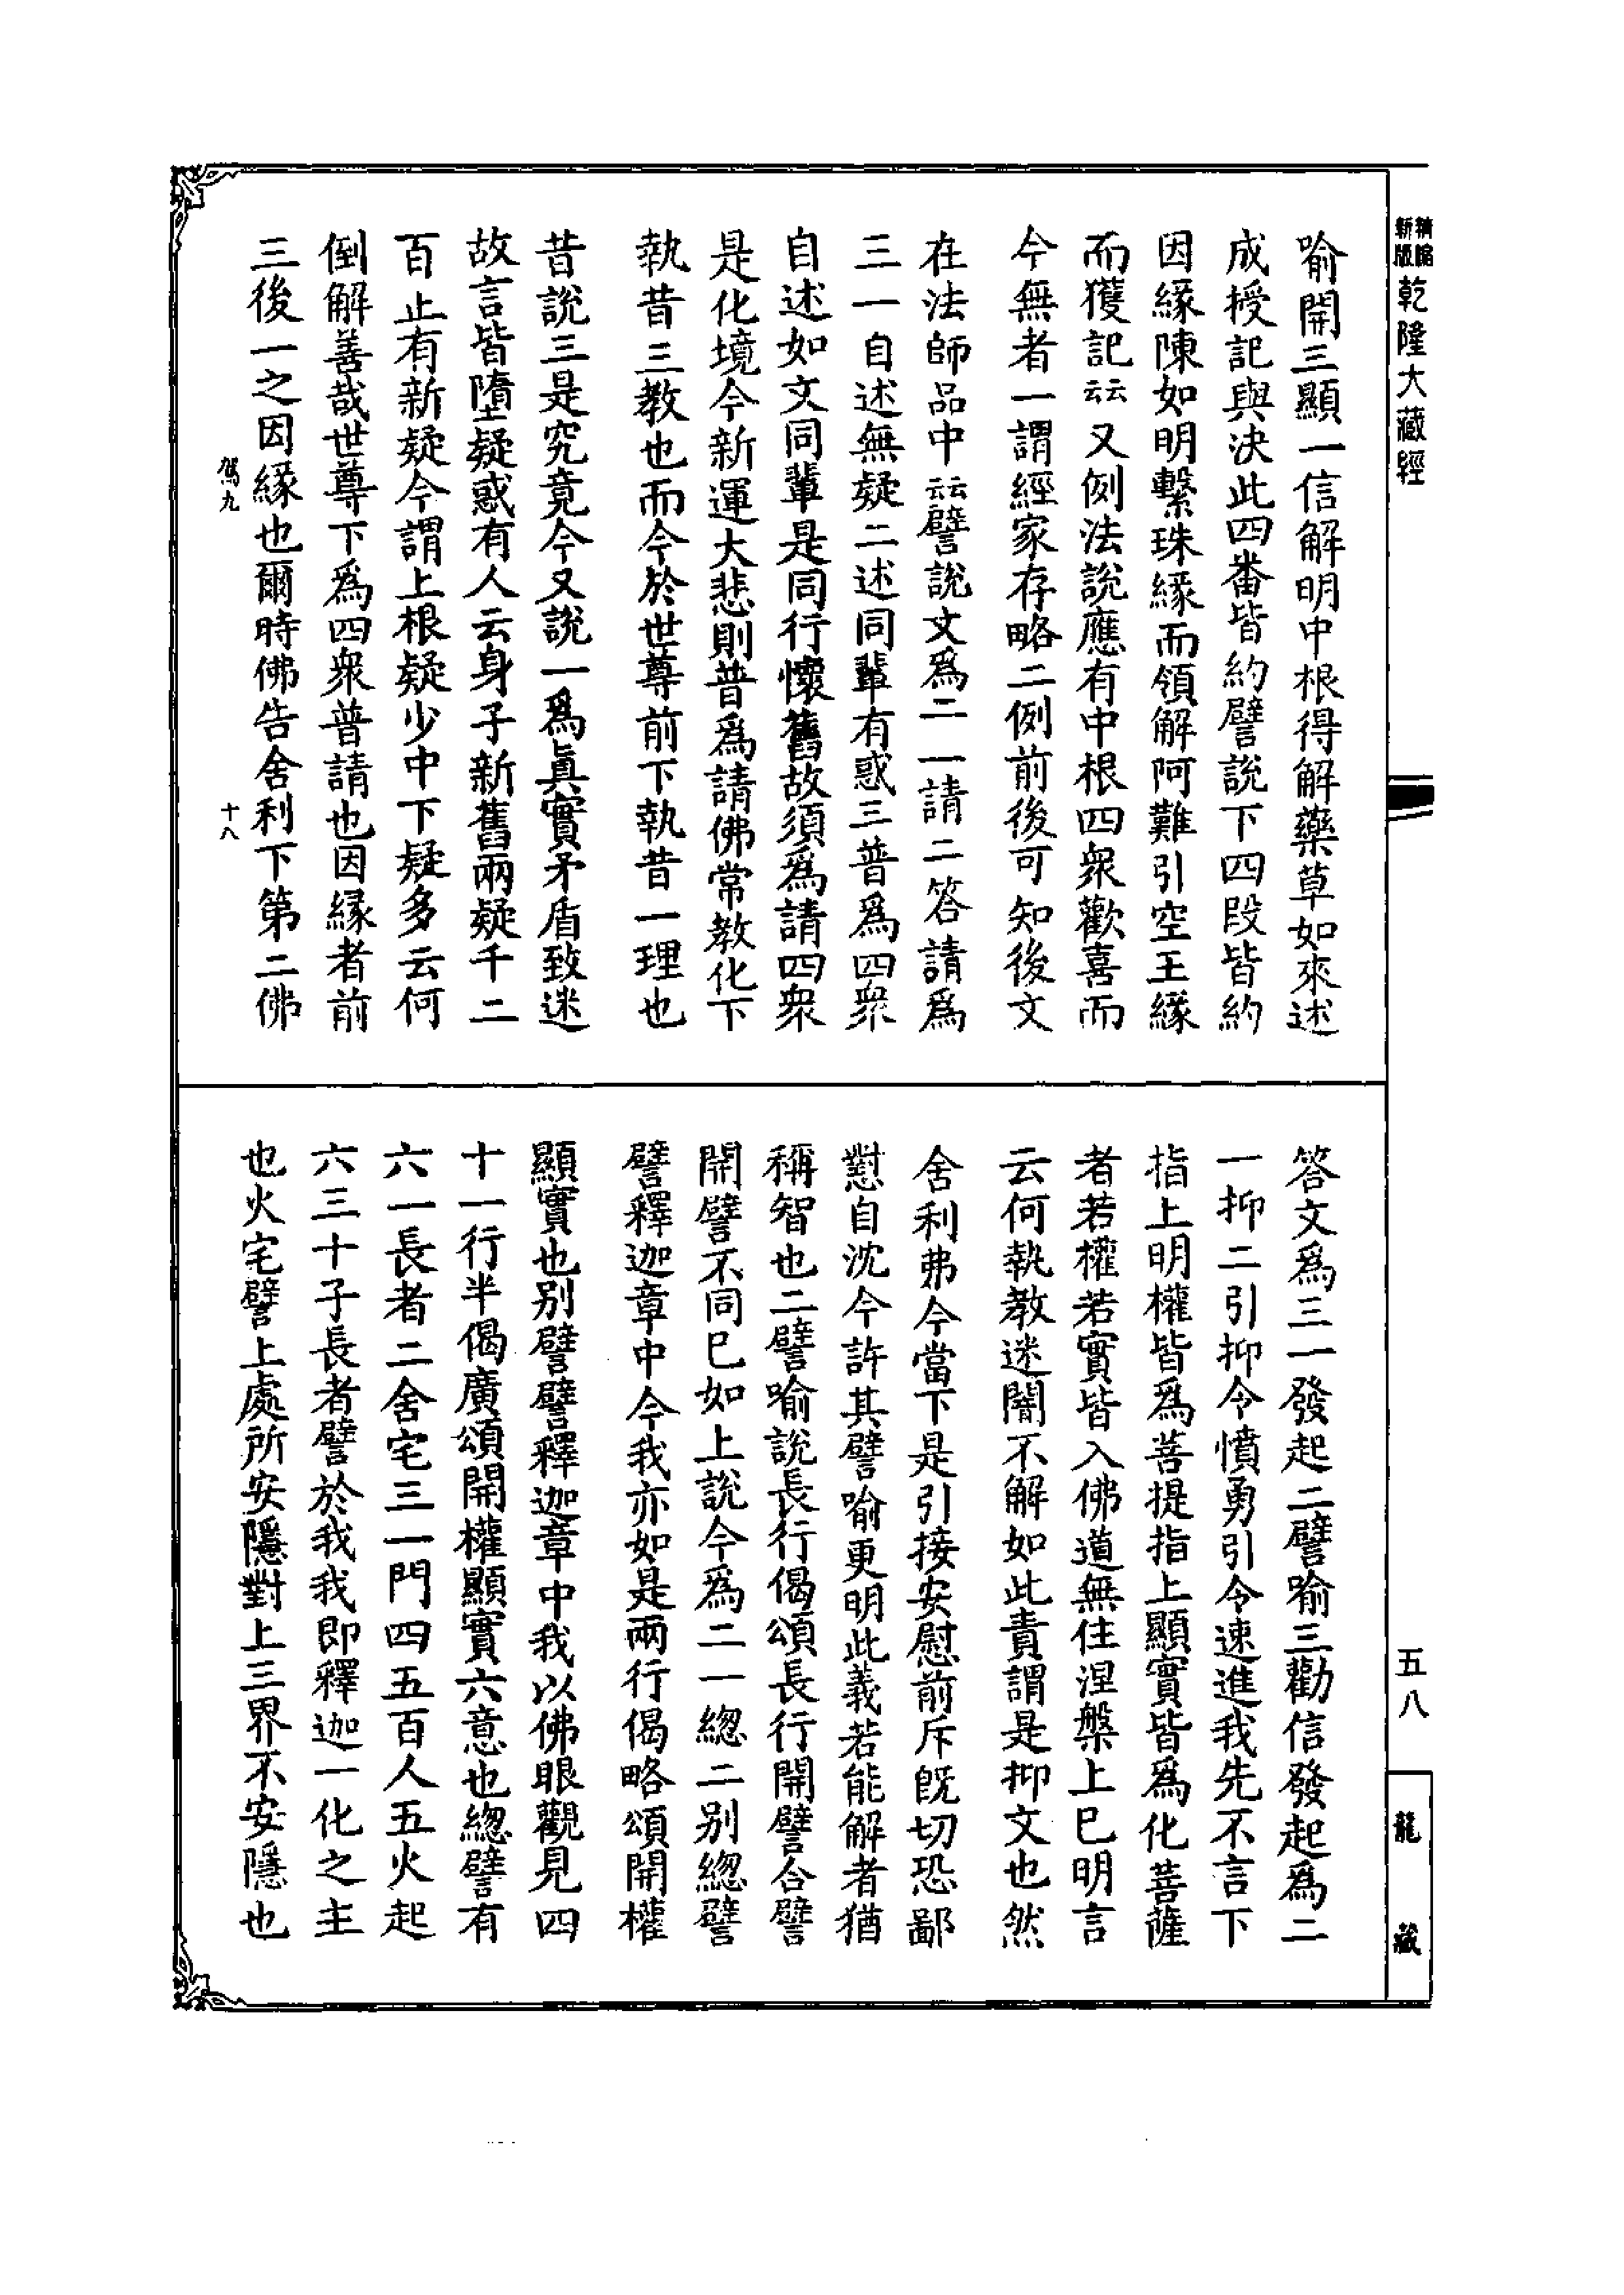 新編縮版乾隆大藏經
喻開三顯一信解明中根得解藥草如來述
成授記與決此四番皆約譬說下四段皆約
因緣陳如明繫珠緣而領解阿難引空王緣
而獲記云云又例法說應有中根四衆歡喜而
今無者一謂經家存略二例前後可知後文
在法師品中云云譬說文爲二一請二答請爲
三一自述無疑二述同輩有惑三普爲四衆
自述如文同輩是同行懷舊故須爲請四衆
是化境今新運大悲則普爲請佛常教化下
執昔三教也而今於世尊前下執昔一理也
昔說三是究竟今又說一爲眞實矛盾致迷
故言皆墮疑惑有人云身子新舊兩疑千二
百止有新疑今謂上根疑少中下疑多云何
倒解善哉世尊下爲四衆普請也因緣者前
三後一之因緣也爾時佛告舍利下第二佛
駕九 十八
答文爲三一發起二譬喻三勸信發起爲二
一抑二引抑令憤勇引令速進我先不言下
指上明權皆爲菩提指上顯實皆爲化菩薩
者若權若實皆入佛道無住涅槃上巳明言
云何執教迷闇不解如此責謂是抑文也然
舍利弗今當下是引接安慰前斥旣切恐鄙
懟自沈今許其譬喻更明此義若能解者猶
稱智也二譬喻說長行偈頌長行開譬合譬
開譬不同巳如上說今爲二一緫二別緫譬
譬釋迦章中今我亦如是兩行偈略頌開權
顯實也别譬譬釋迦章中我以佛眼觀見四
十一行半偈廣頌開權顯實六意也緫譬有
六一長者二舍宅三一門四五百人五火起
六三十子長者譬於我我即釋迦一化之主
也火宅譬上處所安隱對上三界不安隱也
五八
龍藏